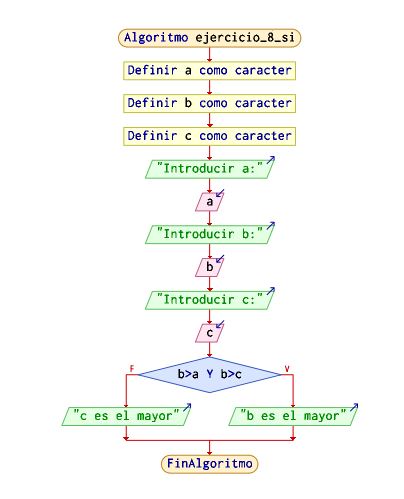 Algoritmo ejercicio_8_si
Definir a como caracter
Definir b como caracter
Definir c como caracter
"Introducir a:"
a
"Introducir b:"
b
"Introducir c:"
c
b>a Y b>c
F
V
"c es el mayor"
"b es el mayor"
FinAlgoritmo